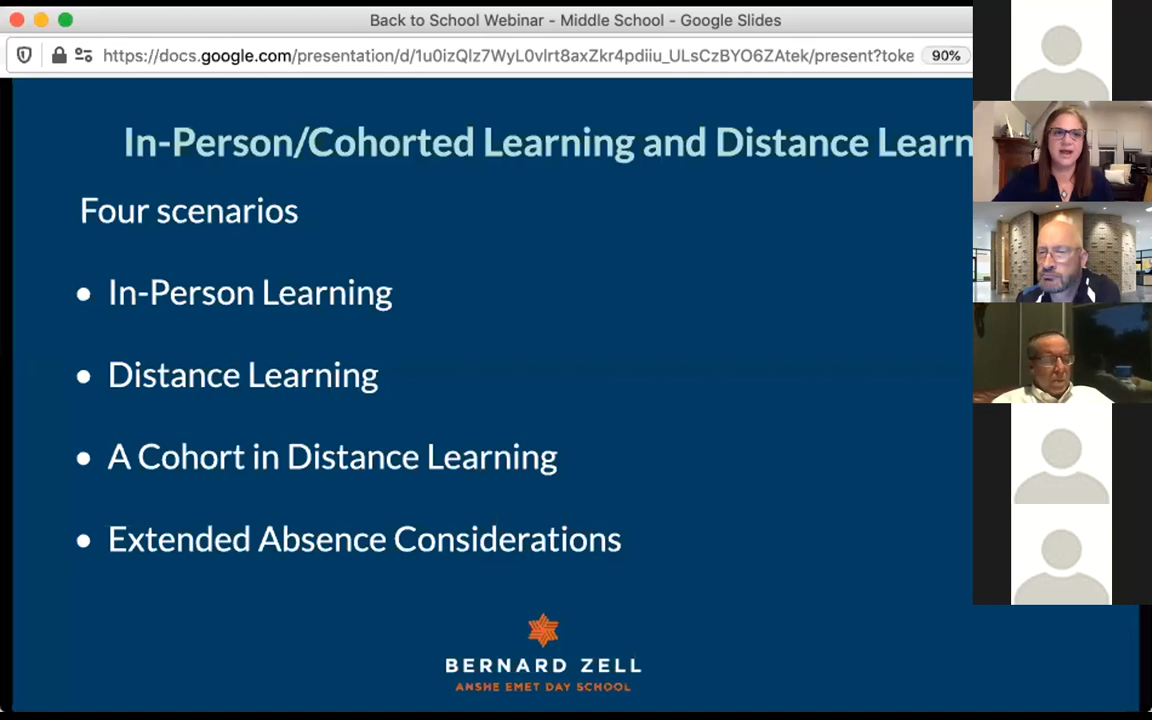 Back to School Webinar - Middle School - Google Slides
https://docs.google.com/presentation/d/1u0izQlz7WyL0vlrt8axZkr4pdiiu_ULsCzBYO6ZAtek/present?toke
90%
In-Person/Cohorted Learning and Distance Learn
Four scenarios
• In-Person Learning
• Distance Learning
• A Cohort in Distance Learning
• Extended Absence Considerations
BERNARD ZELL
ANSHE EMET DAY SCHOOL